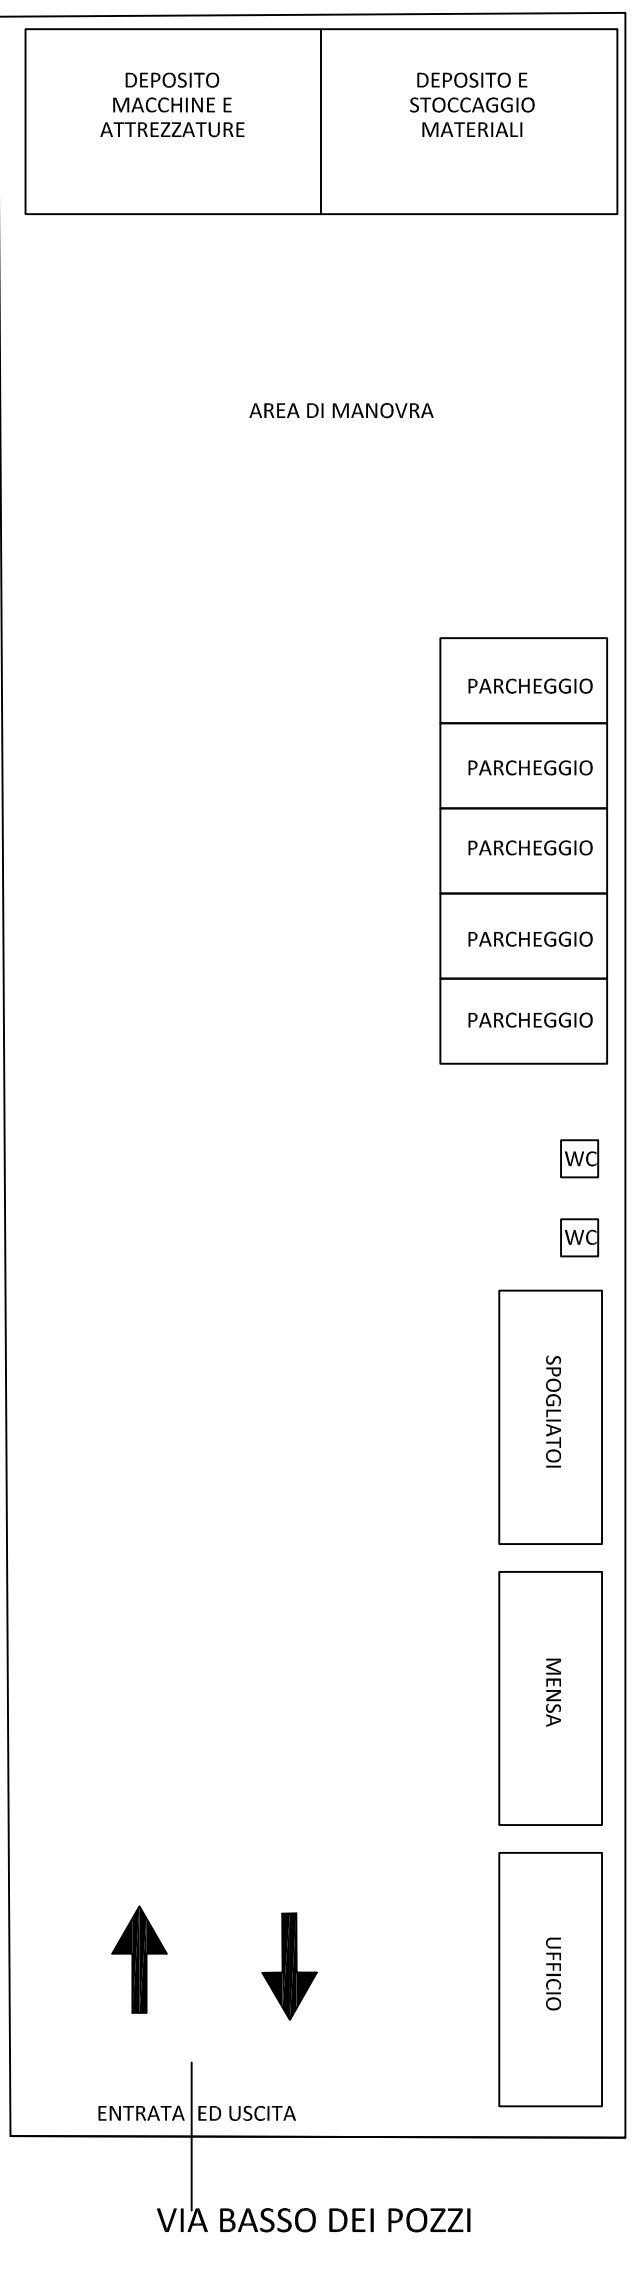 DEPOSITO
MACCHINE E
ATTREZZATURE
DEPOSITO E
STOCCAGGIO
MATERIALI
AREA DI MANOVRA
PARCHEGGIO
PARCHEGGIO
PARCHEGGIO
PARCHEGGIO
PARCHEGGIO
WC
WC
SPOGLIATOI
MENSA
UFFICIO
ENTRATA ED USCITA
VIA BASSO DEI POZZI